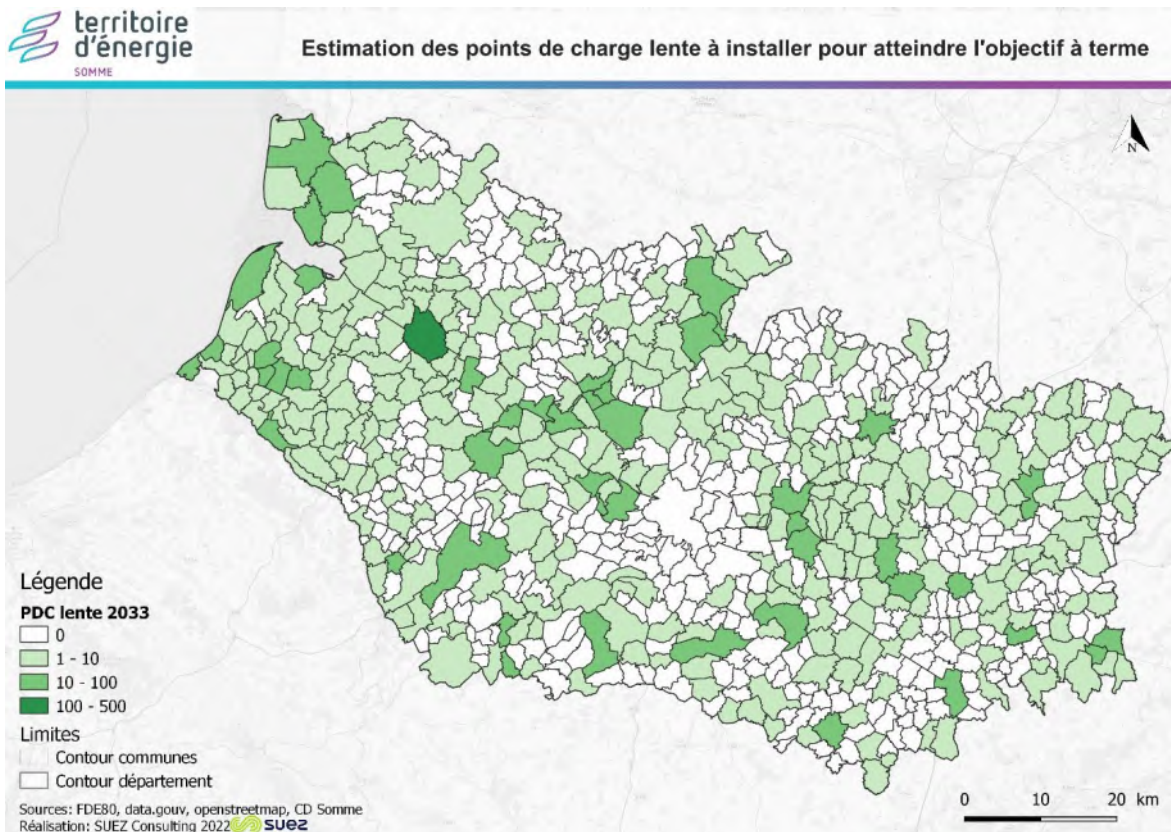 territoire
d'énergie
SOMME
Estimation des points de charge lente à installer pour atteindre l'objectif à terme
N
Légende
PDC lente 2033
0
1 - 10
10 - 100
100 - 500
Limites
Contour communes
Contour département
Sources: FDE80, data.gouv, openstreetmap, CD Somme
Réalisation: SUEZ Consulting 2022 suez
0 10 20 km